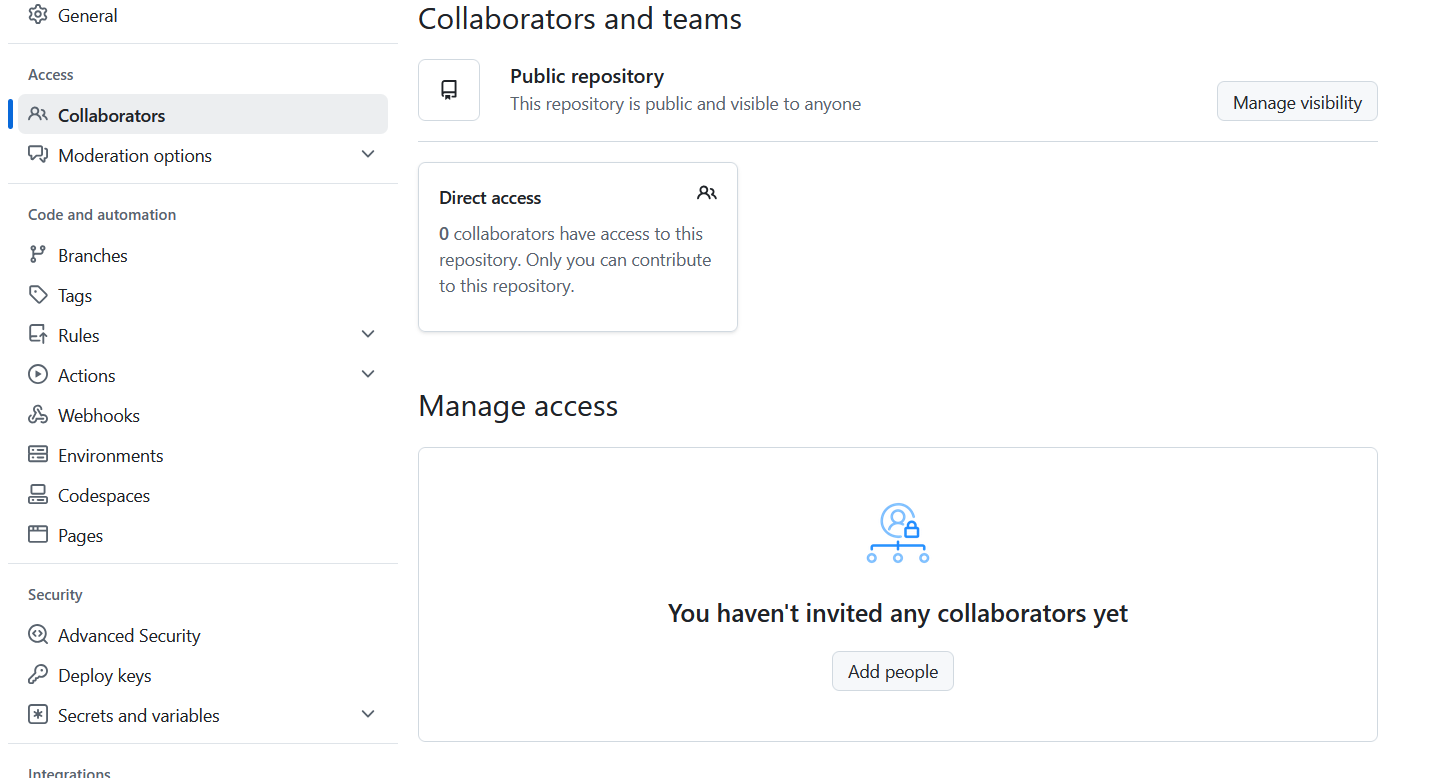 General
Access
Collaborators
Moderation options
Code and automation
Branches
Tags
Rules
Actions
Webhooks
Environments
Codespaces
Pages
Security
Advanced Security
Deploy keys
Secrets and variables
Integrations
Collaborators and teams
Public repository
This repository is public and visible to anyone
Manage visibility
Direct access
0 collaborators have access to this
repository. Only you can contribute
to this repository.
Manage access
You haven't invited any collaborators yet
Add people